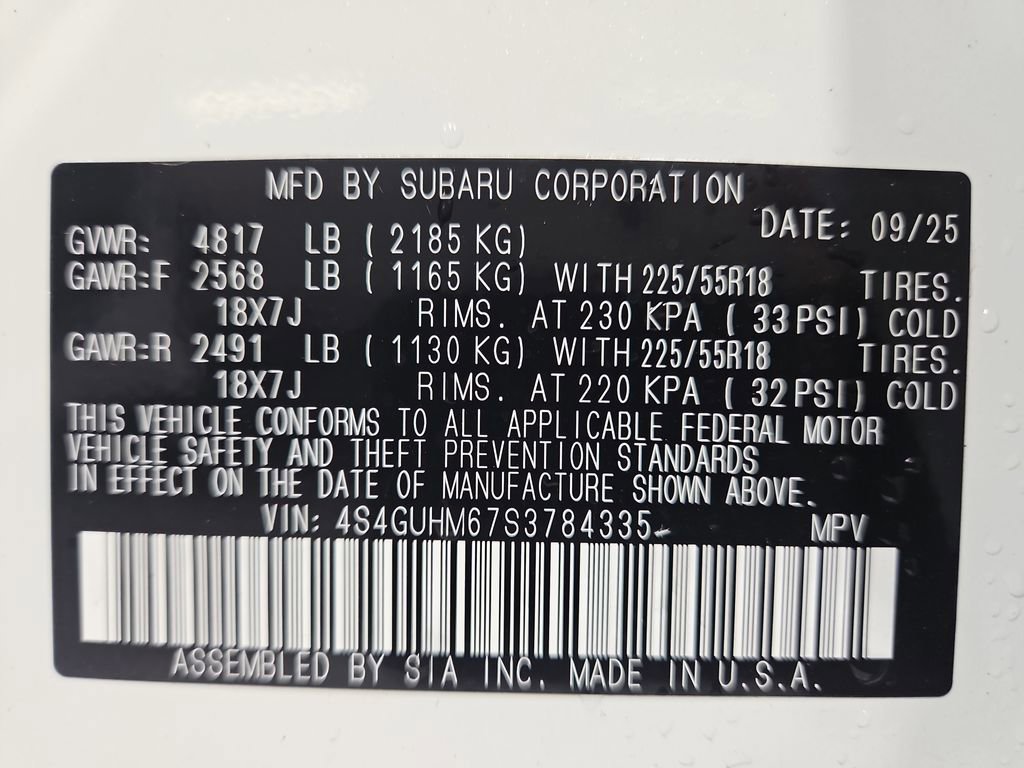 MFD BY SUBARU CORPORATION
DATE: 09/25
GVWR: 4817 LB ( 2185 KG)
GAWR:F 2568 LB ( 1165 KG) WITH 225/55R18 TIRES.
18X7J RIMS. AT 230 KPA ( 33 PSI) COLD
GAWR:R 2491 LB ( 1130 KG) WITH 225/55R18 TIRES.
18X7J RIMS. AT 220 KPA ( 32 PSI) COLD
THIS VEHICLE CONFORMS TO ALL APPLICABLE FEDERAL MOTOR
VEHICLE SAFETY AND THEFT PREVENTION STANDARDS
IN EFFECT ON THE DATE OF MANUFACTURE SHOWN ABOVE.
VIN: 4S4GUHM67S3784335 MPV
ASSEMBLED BY SIA INC. MADE IN U.S.A.